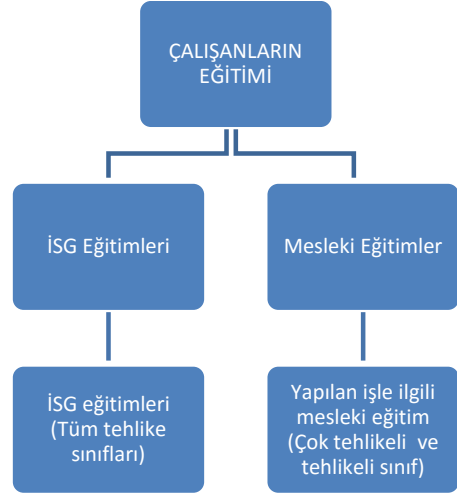 ÇALIŞANLARIN
EĞİTİMİ
İSG Eğitimleri
Mesleki Eğitimler
İSG eğitimleri
(Tüm tehlike
sınıfları)
Yapılan işle ilgili
mesleki eğitim
(Çok tehlikeli ve
tehlikeli sınıf)